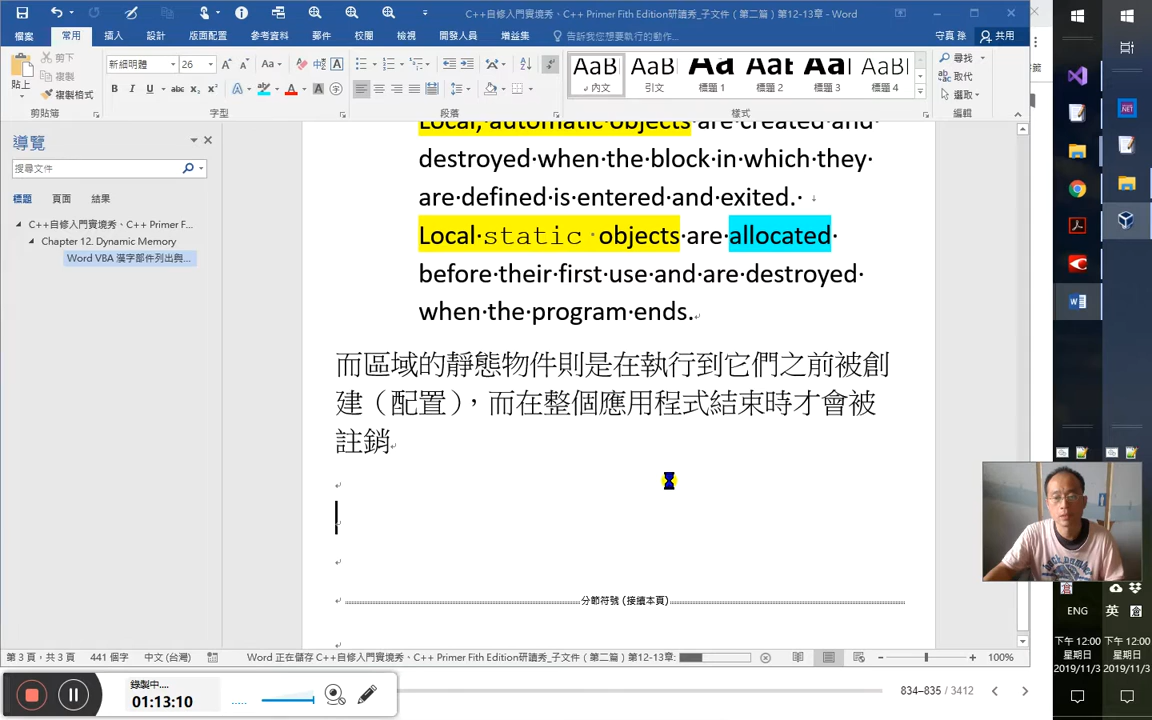 C++自修入門實境秀、C++ Primer Fith Edition研讀秀_子文件（第二篇）第12-13章 - Word
檔案 常用 插入 設計 版面配置 參考資料 郵件 校閱 檢視 開發人員 增益集 告訴我您想要執行的動作... 守真 孫 共用
貼上 剪下 複製 複製格式 剪貼簿
新細明體 26 字型
段落
AaB 內文 AaB 引文 Aa 標題 1 AaB 標題 2 AaB 標題 3 AaBl 標題 4 樣式
尋找 取代 選取 編輯
導覽
搜尋文件
標題 頁面 結果
C++自修入門實境秀、C++ Primer F...
Chapter 12. Dynamic Memory
Word VBA 漢字部件列出與...
Local, automatic objects are created and
destroyed when the block in which they
are defined is entered and exited.
Local static objects are allocated
before their first use and are destroyed
when the program ends.
而區域的靜態物件則是在執行到它們之前被創
建（配置），而在整個應用程式結束時才會被
註銷
分節符號 (接續本頁)
第 3 頁，共 3 頁 441 個字 中文 (台灣) Word 正在儲存 C++自修入門實境秀、C++ Primer Fith Edition研讀秀_子文件（第二篇）第12-13章: 100%
錄製中....
01:13:10
834–835 / 3412
ENG 英
下午 12:00 下午 12:00
星期日 星期日
2019/11/3 2019/11/3